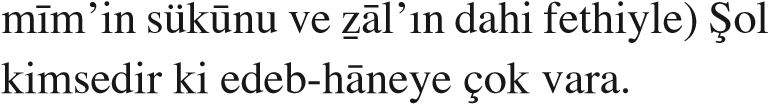 mīm’in sükūnu ve ẕāl’ın dahi fethiyle) Şol
kimsedir ki edeb-hāneye çok vara.